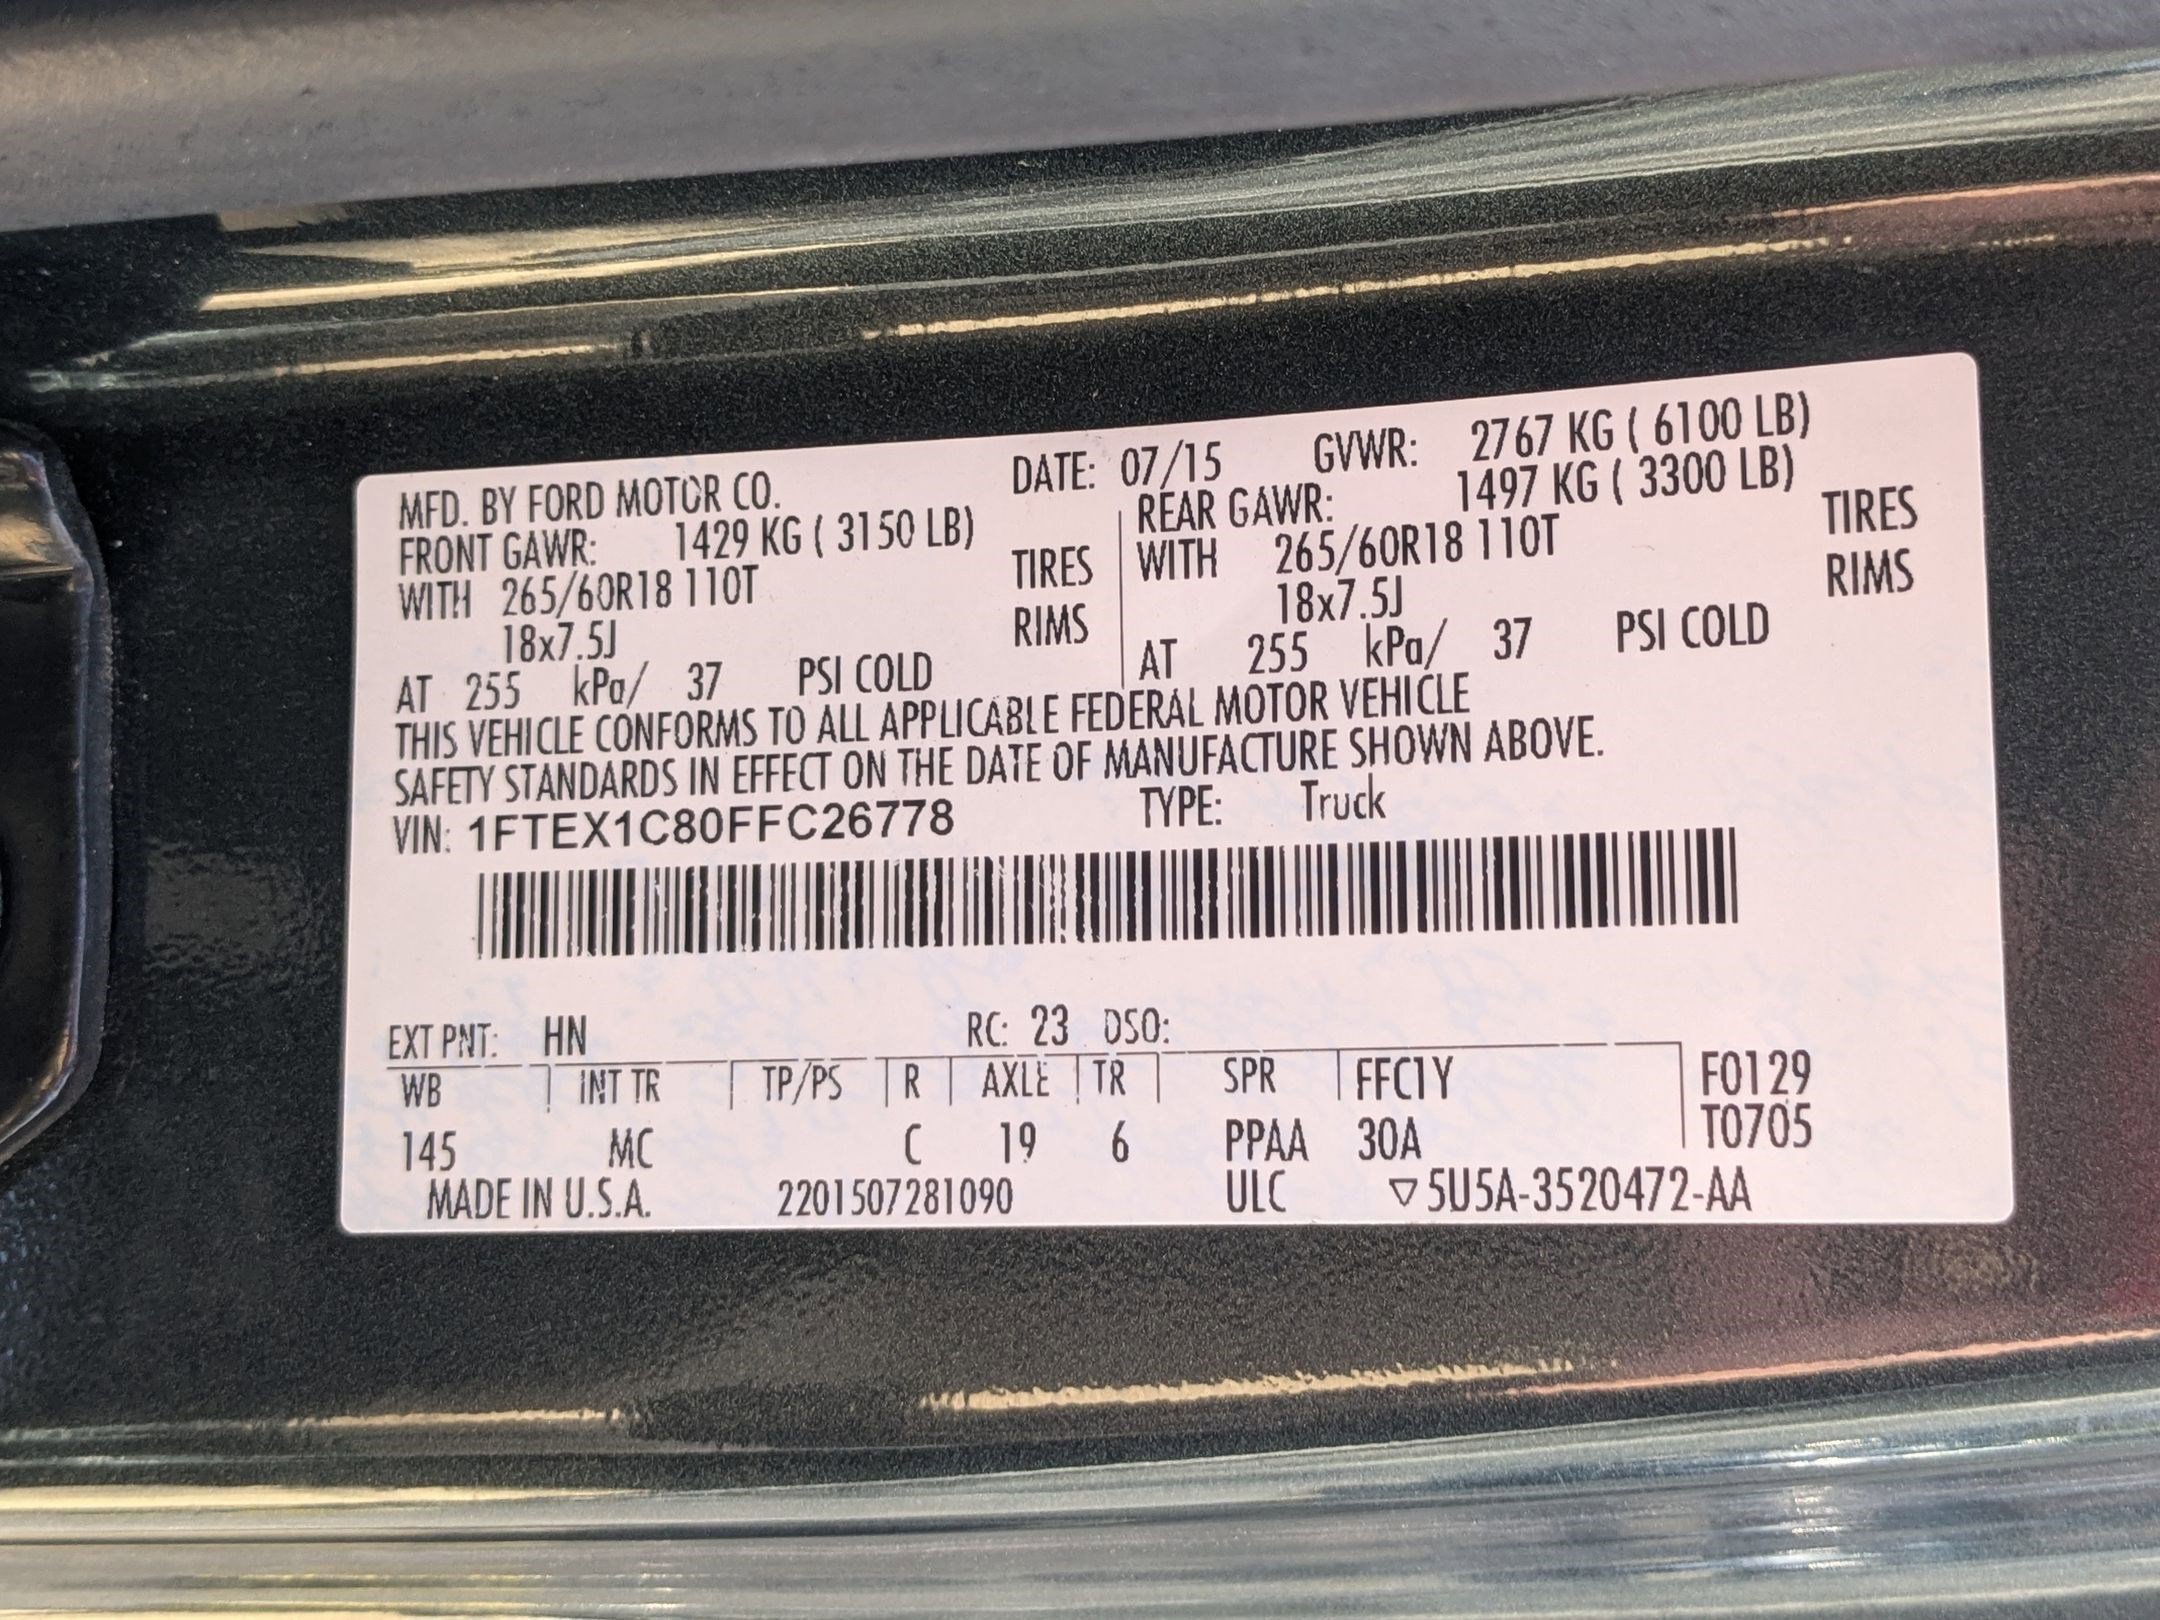 MFD. BY FORD MOTOR CO. DATE: 07/15 GVWR: 2767 KG ( 6100 LB)
FRONT GAWR: 1429 KG ( 3150 LB) REAR GAWR: 1497 KG ( 3300 LB)
WITH 265/60R18 110T TIRES WITH 265/60R18 110T TIRES
18x7.5J RIMS 18x7.5J RIMS
AT 255 kPa/ 37 PSI COLD AT 255 kPa/ 37 PSI COLD
THIS VEHICLE CONFORMS TO ALL APPLICABLE FEDERAL MOTOR VEHICLE
SAFETY STANDARDS IN EFFECT ON THE DATE OF MANUFACTURE SHOWN ABOVE.
VIN: 1FTEX1C80FFC26778 TYPE: Truck
EXT PNT: HN RC: 23 DSO:
WB INT TR TP/PS R AXLE TR SPR FFC1Y F0129
145 MC C 19 6 PPAA 30A T0705
MADE IN U.S.A. 2201507281090 ULC ▽5U5A-3520472-AA